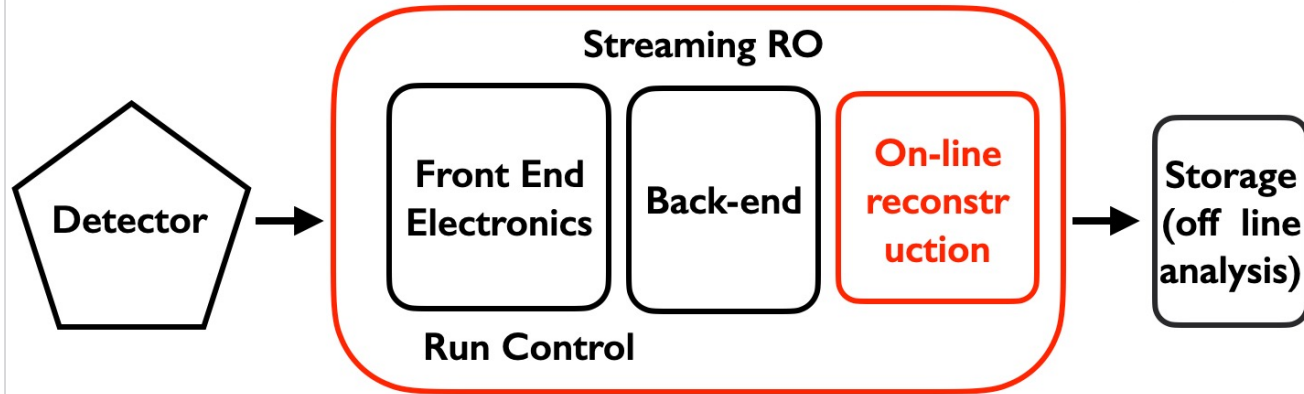 Streaming RO
Detector
Front End
Electronics
Back-end
On-line
reconstr
uction
Run Control
Storage
(off line
analysis)